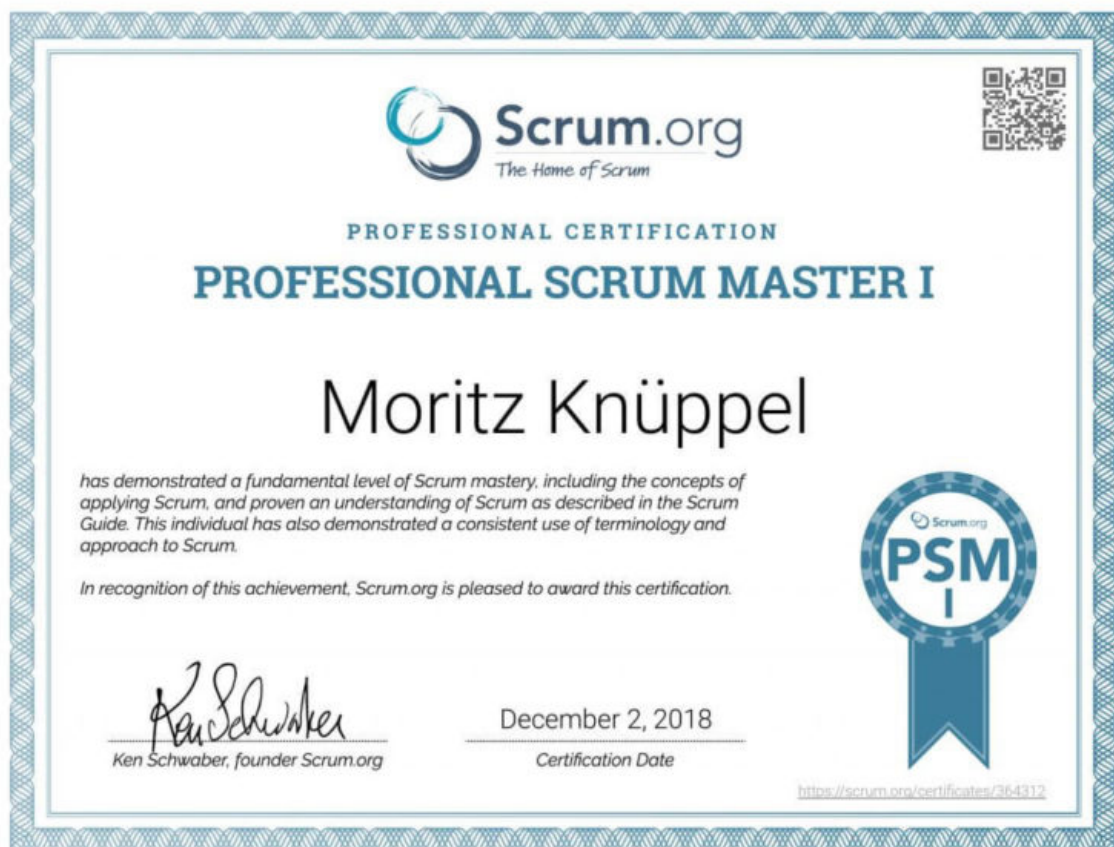 Scrum.org
The Home of Scrum
PROFESSIONAL CERTIFICATION
PROFESSIONAL SCRUM MASTER I
Moritz Knüppel
has demonstrated a fundamental level of Scrum mastery, including the concepts of
applying Scrum, and proven an understanding of Scrum as described in the Scrum
Guide. This individual has also demonstrated a consistent use of terminology and
approach to Scrum.
In recognition of this achievement, Scrum.org is pleased to award this certification.
Scrum.org
PSM
I
Ken Schwaber
December 2, 2018
Ken Schwaber, founder Scrum.org
Certification Date
https://scrum.org/certificates/364312